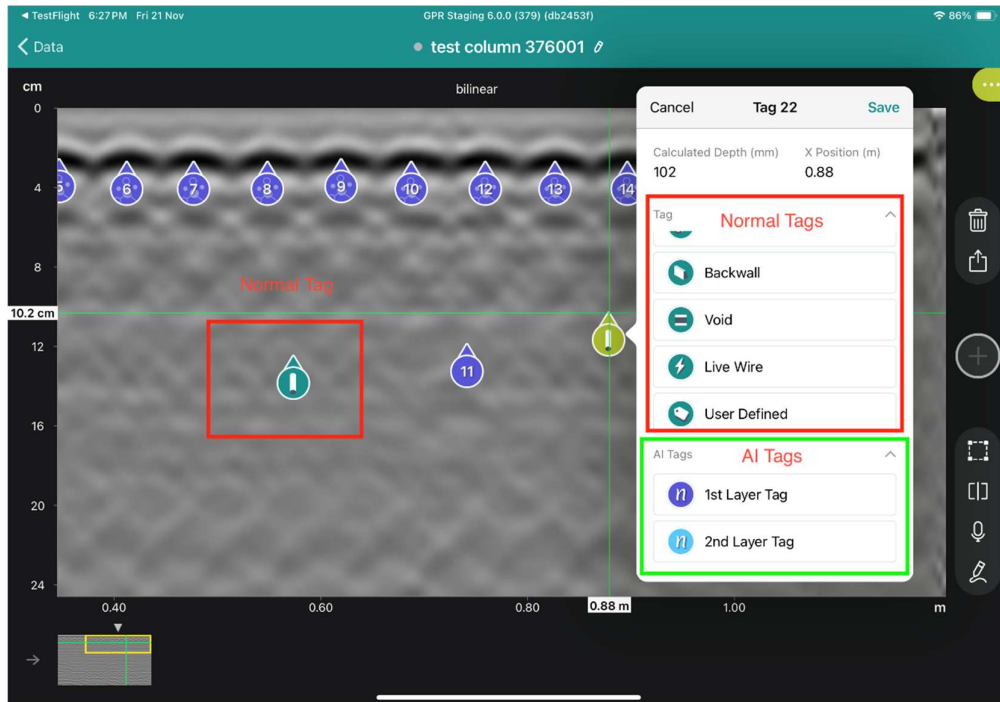 ◀ TestFlight 6:27 PM Fri 21 Nov
GPR Staging 6.0.0 (379) (db2453f)
86%
Data
test column 376001
cm
bilinear
0
4
8
10.2 cm
12
16
20
24
5
6
7
8
9
10
12
13
14
Normal Tag
11
Cancel
Tag 22
Save
Calculated Depth (mm)
X Position (m)
102
0.88
Tag
Normal Tags
Backwall
Void
Live Wire
User Defined
AI Tags
AI Tags
n 1st Layer Tag
n 2nd Layer Tag
0.40
0.60
0.80
0.88 m
1.00
m